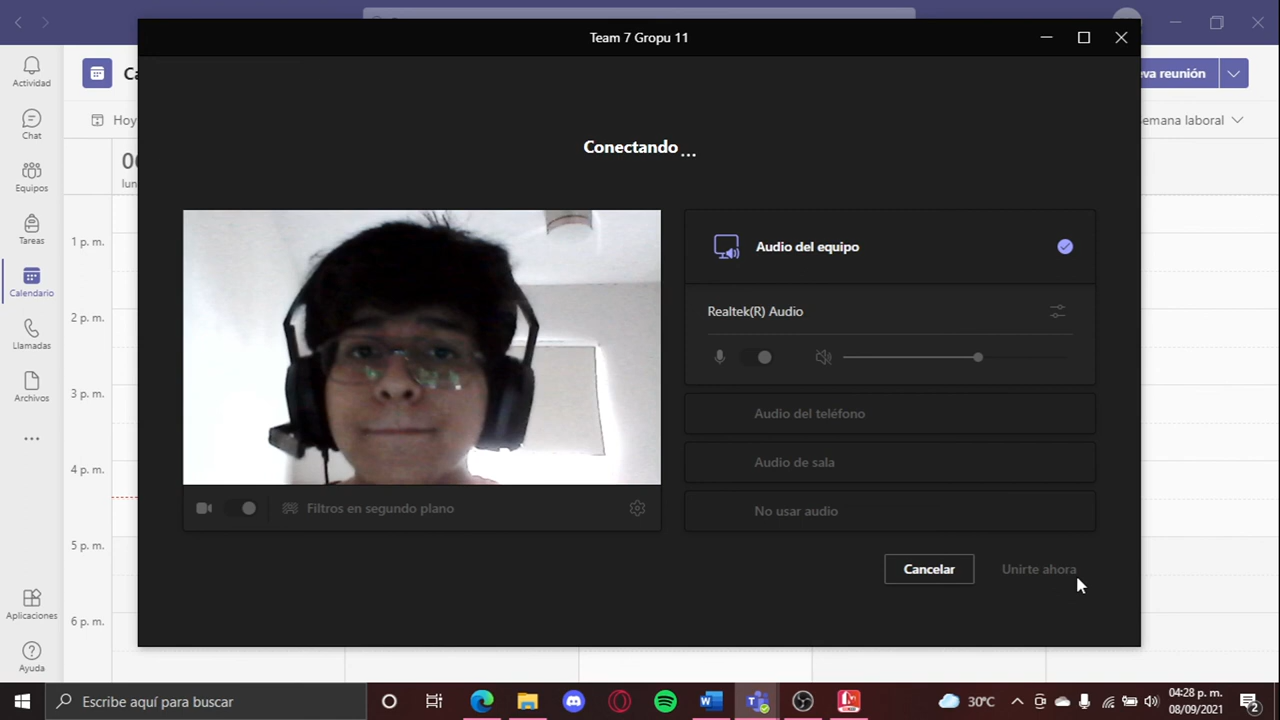 Team 7 Gropu 11
Actividad
Chat
Equipos
Tareas
Calendario
Llamadas
Archivos
Aplicaciones
Ayuda
Hoy
va reunión
emana laboral
lun
1 p. m.
2 p. m.
3 p. m.
4 p. m.
5 p. m.
6 p. m.
Conectando...
Audio del equipo
Realtek(R) Audio
Audio del teléfono
Audio de sala
No usar audio
Filtros en segundo plano
Cancelar
Unirte ahora
Escribe aquí para buscar
30°C
04:28 p. m.
08/09/2021
2